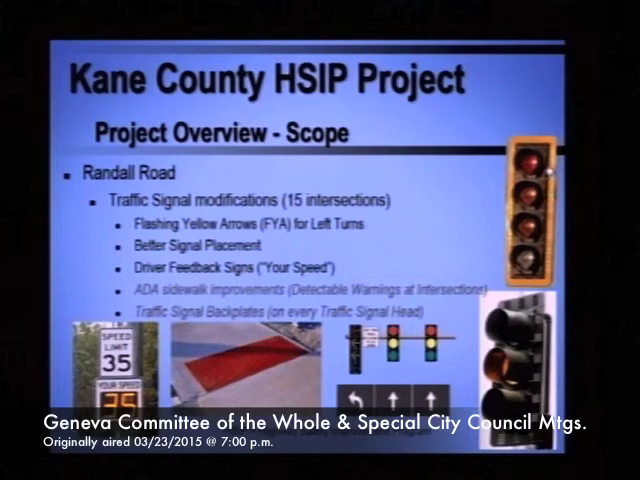 Kane County HSIP Project
Project Overview - Scope
Randall Road
Traffic Signal modifications (15 intersections)
Flashing Yellow Arrows (FYA) for Left Turns
Better Signal Placement
Driver Feedback Signs ("Your Speed")
ADA sidewalk improvements (Detectable Warnings at Intersections)
Traffic Signal Backplates (on every Traffic Signal Head)
SPEED
LIMIT
35
YOUR SPEED
35
Geneva Committee of the Whole & Special City Council Mtgs.
Originally aired 03/23/2015 @ 7:00 p.m.